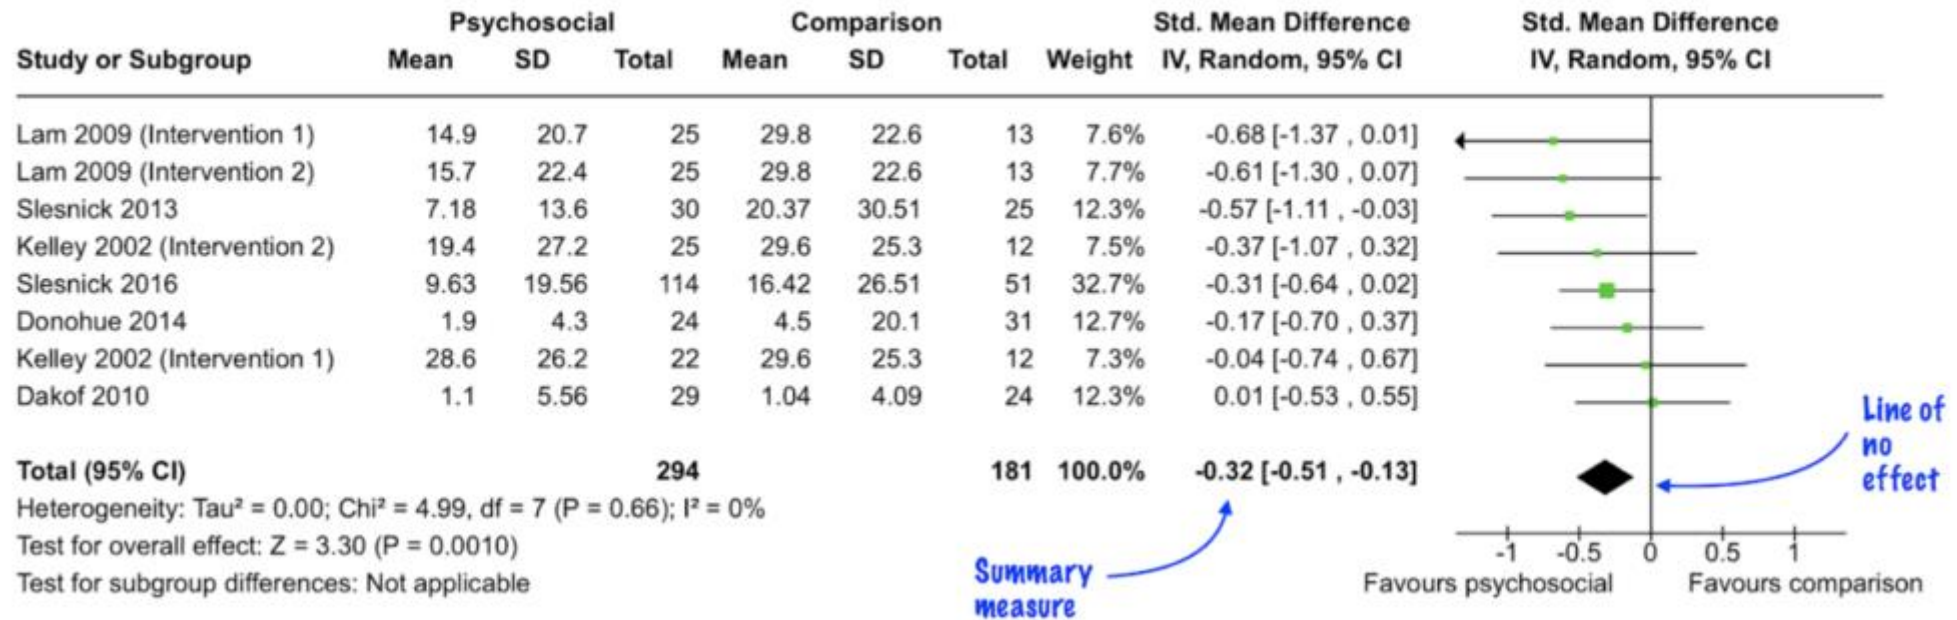 Psychosocial Comparison Std. Mean Difference Std. Mean Difference
Study or Subgroup Mean SD Total Mean SD Total Weight IV, Random, 95% CI IV, Random, 95% CI
Lam 2009 (Intervention 1) 14.9 20.7 25 29.8 22.6 13 7.6% -0.68 [-1.37 , 0.01]
Lam 2009 (Intervention 2) 15.7 22.4 25 29.8 22.6 13 7.7% -0.61 [-1.30 , 0.07]
Slesnick 2013 7.18 13.6 30 20.37 30.51 25 12.3% -0.57 [-1.11 , -0.03]
Kelley 2002 (Intervention 2) 19.4 27.2 25 29.6 25.3 12 7.5% -0.37 [-1.07 , 0.32]
Slesnick 2016 9.63 19.56 114 16.42 26.51 51 32.7% -0.31 [-0.64 , 0.02]
Donohue 2014 1.9 4.3 24 4.5 20.1 31 12.7% -0.17 [-0.70 , 0.37]
Kelley 2002 (Intervention 1) 28.6 26.2 22 29.6 25.3 12 7.3% -0.04 [-0.74 , 0.67]
Dakof 2010 1.1 5.56 29 1.04 4.09 24 12.3% 0.01 [-0.53 , 0.55]
Line of
no
effect
Total (95% CI) 294 181 100.0% -0.32 [-0.51 , -0.13]
Heterogeneity: Tau² = 0.00; Chi² = 4.99, df = 7 (P = 0.66); I² = 0%
Test for overall effect: Z = 3.30 (P = 0.0010)
Test for subgroup differences: Not applicable
Summary
measure
-1 -0.5 0 0.5 1
Favours psychosocial Favours comparison